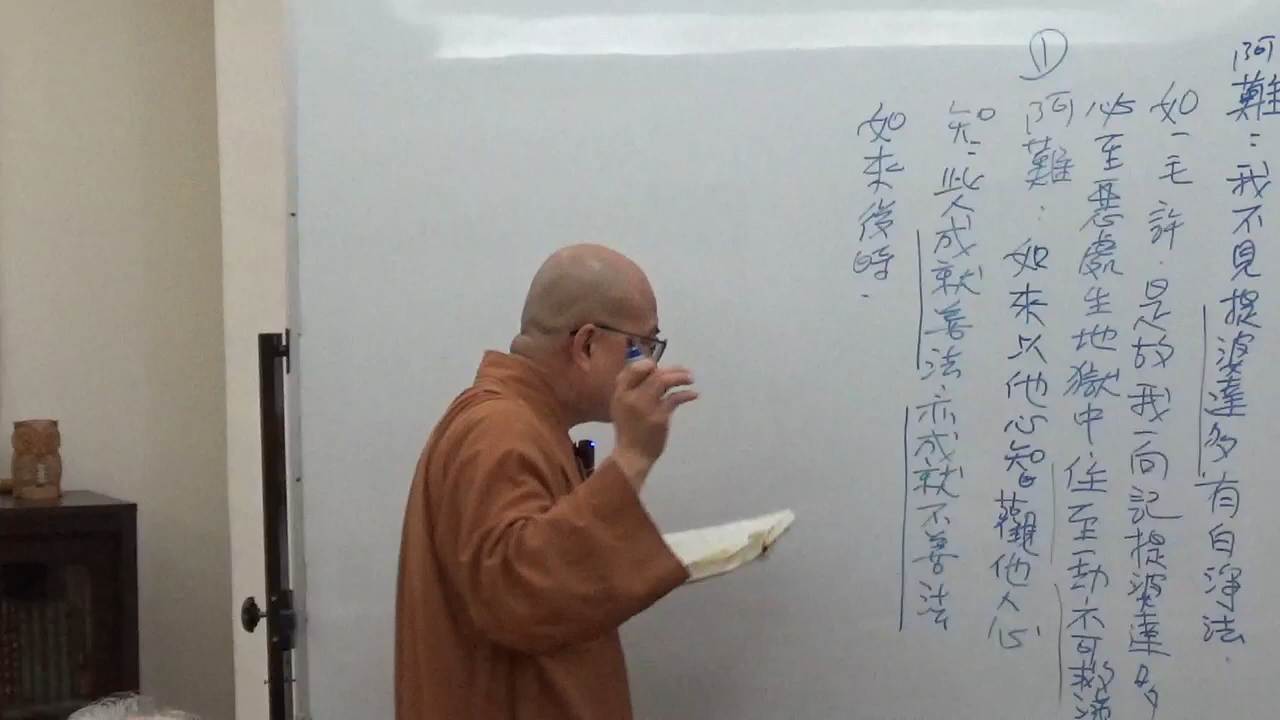 阿難：我不見提婆達多有白淨法．
如一毛許．是故我一向記提婆達多
必至惡處生地獄中住至劫不可救濟
①
阿難：如來以他心智觀他人心
知：此人成就善法亦成就不善法
如來後時．